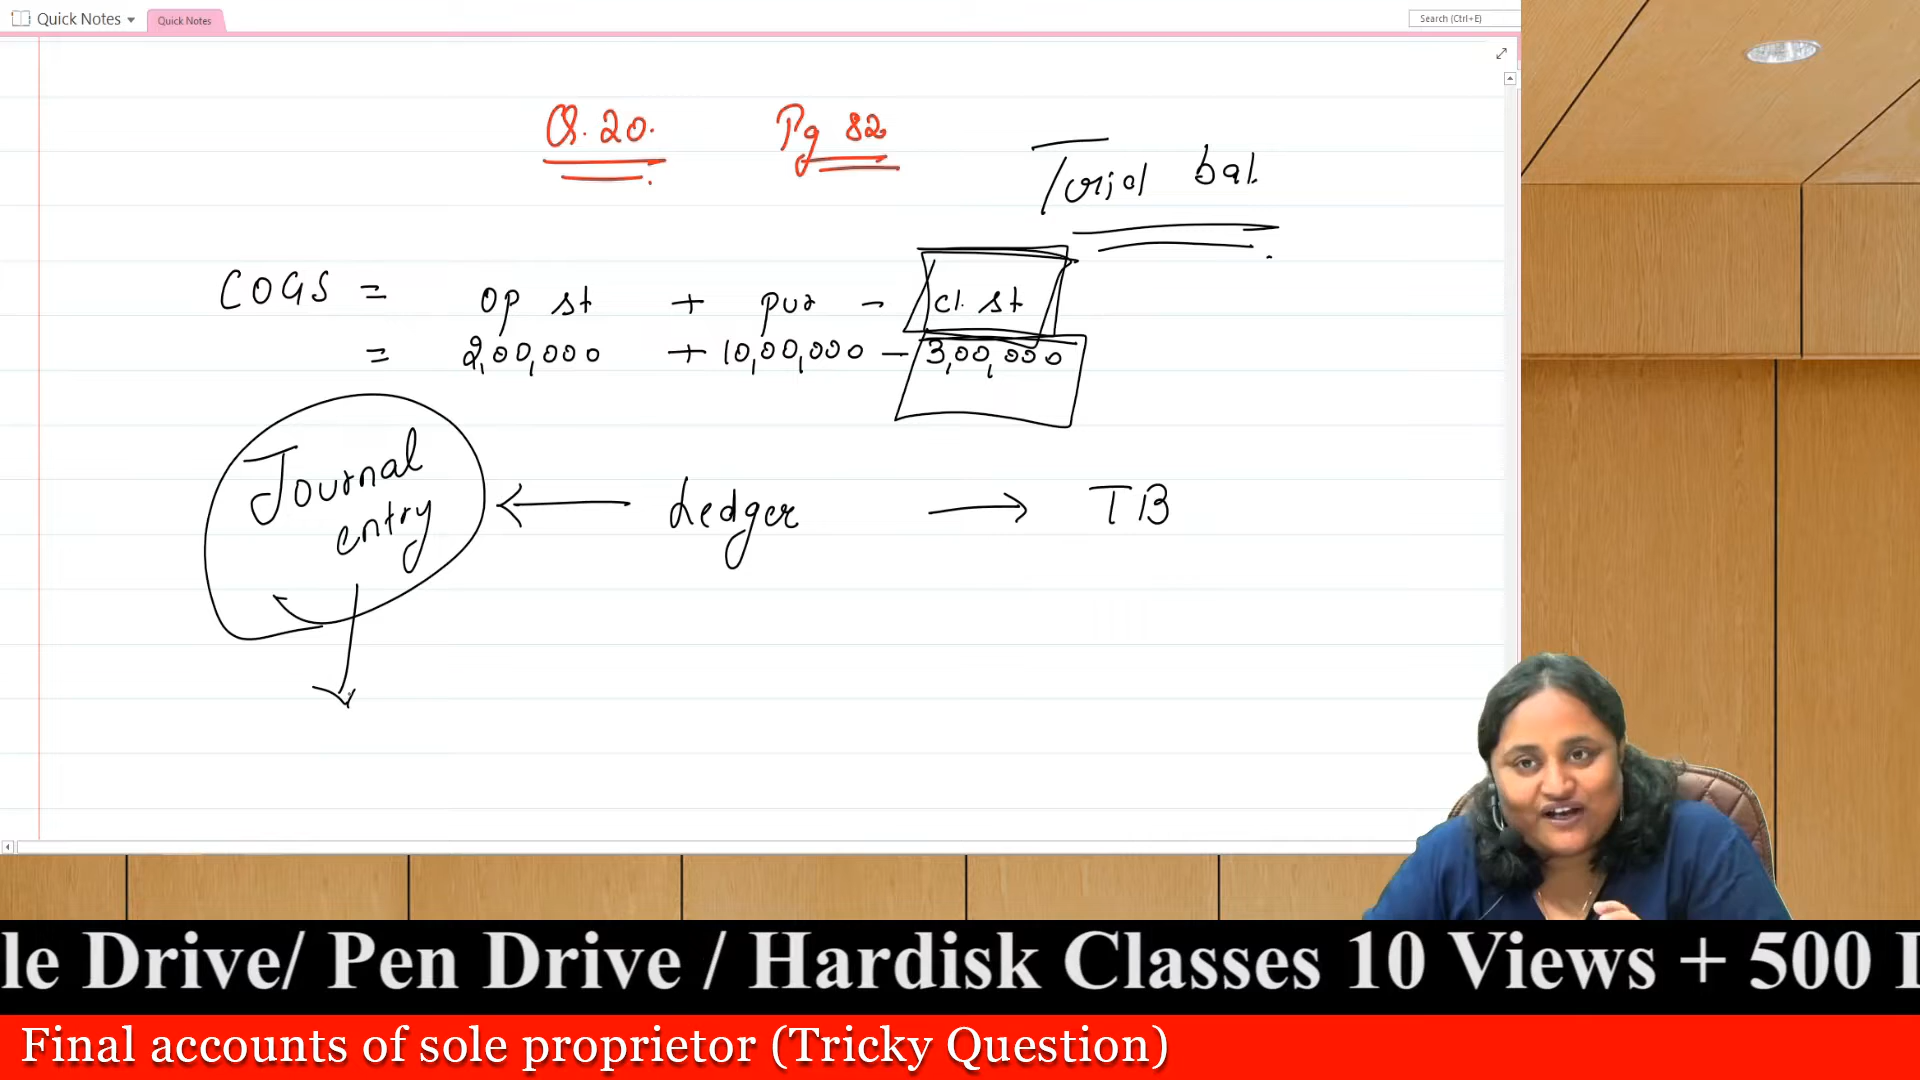 Quick Notes
Quick Notes
Search (Ctrl+E)
Q. 20. Pg 82
Trial bal.
COGS = op st + pur - cl. st
= 2,00,000 + 10,00,000 - 3,00,000
Journal entry ← Ledger → TB
le Drive/ Pen Drive / Hardisk Classes 10 Views + 500
Final accounts of sole proprietor (Tricky Question)